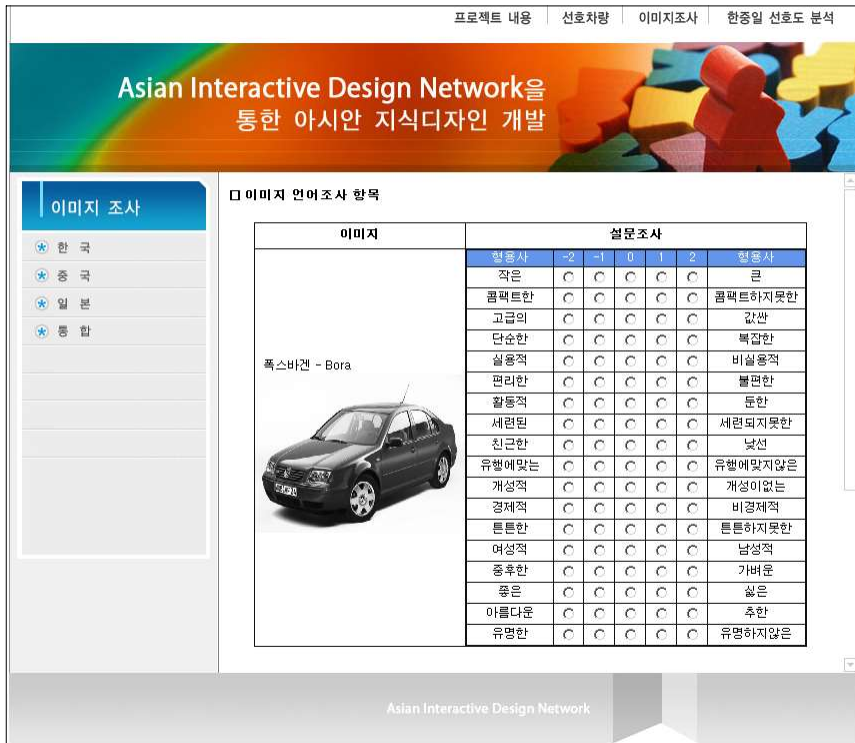 프로젝트 내용 선호차량 이미지조사 한중일 선호도 분석
Asian Interactive Design Network을
통한 아시안 지식디자인 개발
이미지 조사
한 국
중 국
일 본
통 합
□ 이미지 언어조사 항목
이미지 설문조사
형용사 -2 -1 0 1 2 형용사
작은 큰
콤팩트한 콤팩트하지못한
고급의 값싼
단순한 복잡한
실용적 비실용적
편리한 불편한
활동적 둔한
세련된 세련되지못한
친근한 낯선
유행에맞는 유행에맞지않은
개성적 개성이없는
경제적 비경제적
튼튼한 튼튼하지못한
여성적 남성적
중후한 가벼운
좋은 싫은
아름다운 추한
유명한 유명하지않은
폭스바겐 - Bora
Asian Interactive Design Network